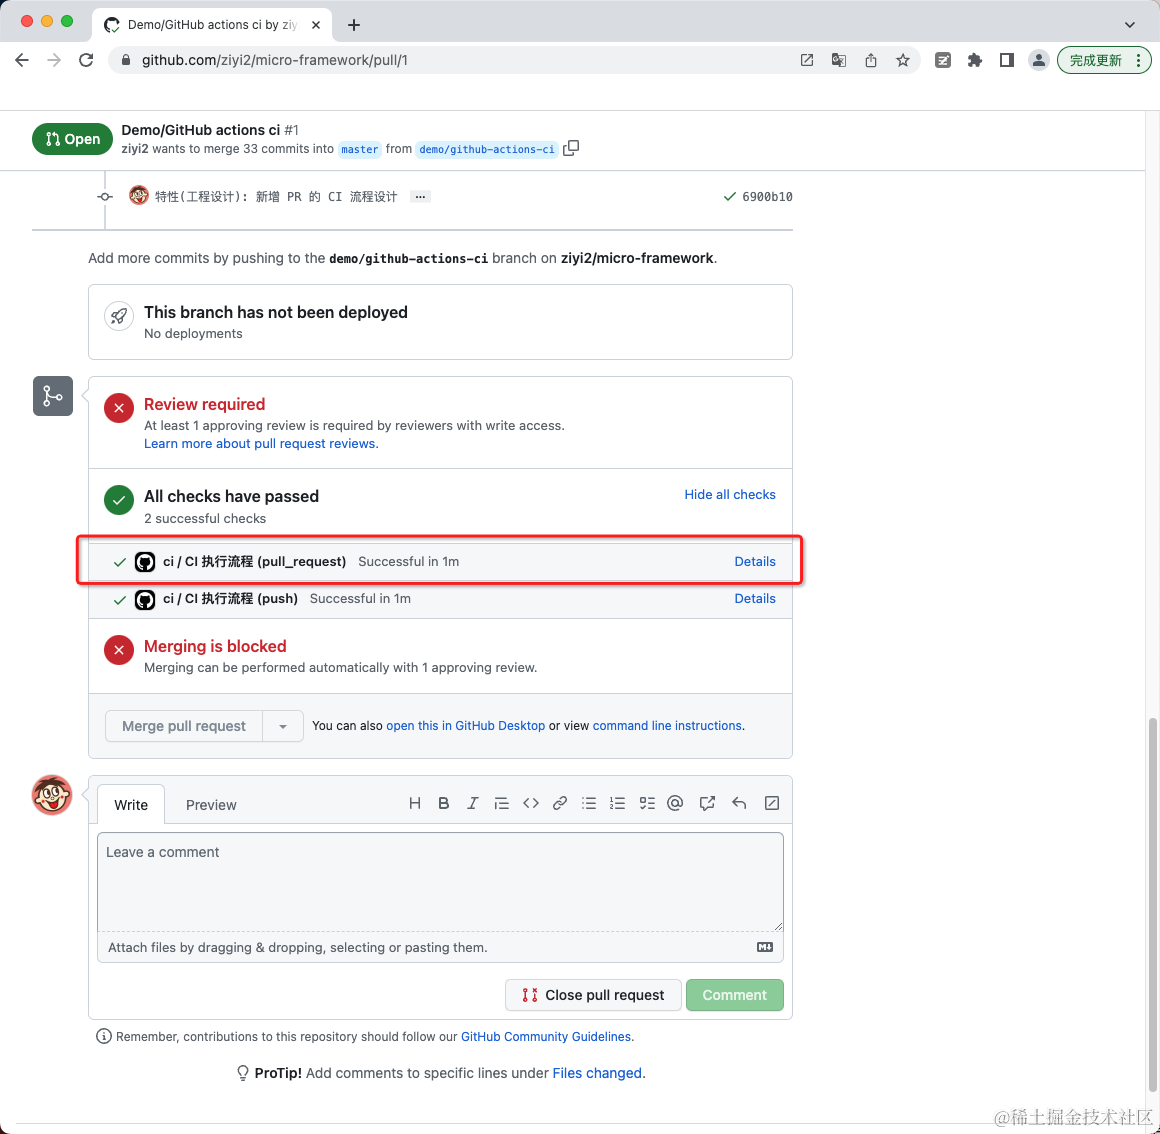 Demo/GitHub actions ci by ziy
github.com/ziyi2/micro-framework/pull/1
完成更新
Open
Demo/GitHub actions ci #1
ziyi2 wants to merge 33 commits into master from demo/github-actions-ci
特性(工程设计): 新增 PR 的 CI 流程设计 ...
6900b10
Add more commits by pushing to the demo/github-actions-ci branch on ziyi2/micro-framework.
This branch has not been deployed
No deployments
Review required
At least 1 approving review is required by reviewers with write access.
Learn more about pull request reviews.
All checks have passed
Hide all checks
2 successful checks
ci / CI 执行流程 (pull_request) Successful in 1m Details
ci / CI 执行流程 (push) Successful in 1m Details
Merging is blocked
Merging can be performed automatically with 1 approving review.
Merge pull request
You can also open this in GitHub Desktop or view command line instructions.
Write
Preview
Leave a comment
Attach files by dragging & dropping, selecting or pasting them.
Close pull request
Comment
Remember, contributions to this repository should follow our GitHub Community Guidelines.
ProTip! Add comments to specific lines under Files changed.
@稀土掘金技术社区